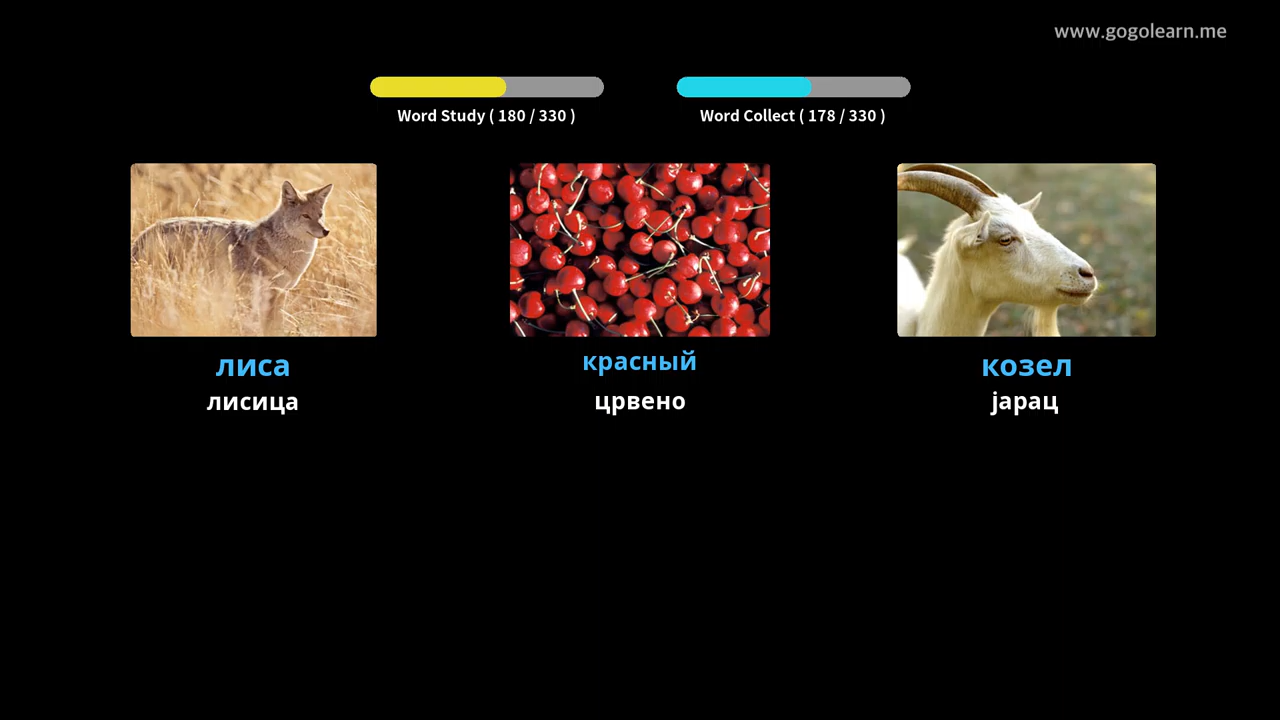 www.gogolearn.me
Word Study ( 180 / 330 )
Word Collect ( 178 / 330 )
лиса
красный
козел
лисица
црвено
јарац